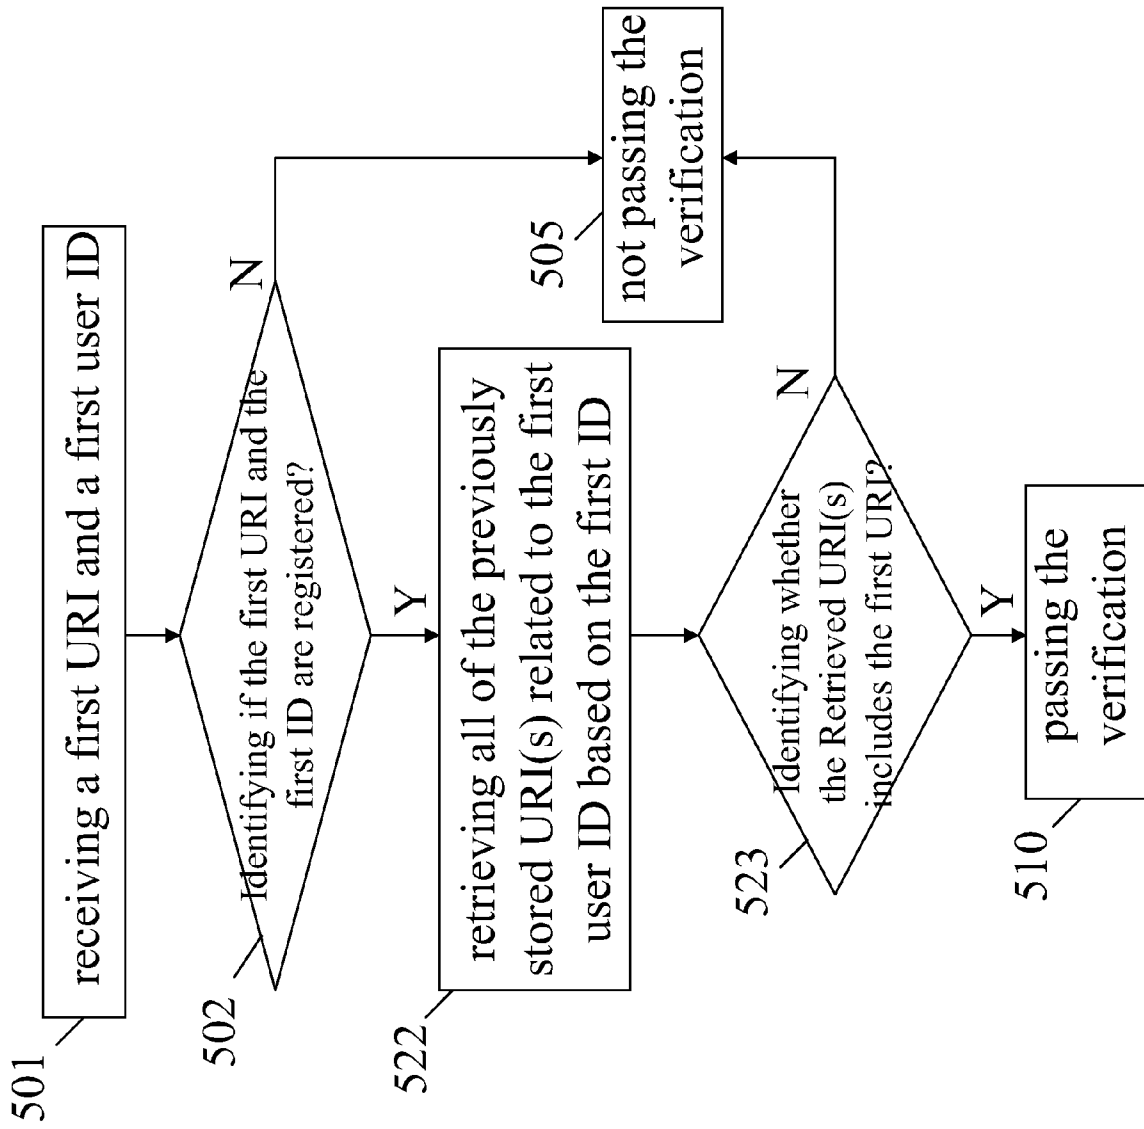 receiving a first URI and a first user ID
501
Identifying if the first URI and the
first ID are registered?
502
N
Y
retrieving all of the previously
stored URI(s) related to the first
user ID based on the first ID
522
not passing the
verification
505
Identifying whether
the Retrieved URI(s)
includes the first URI?
523
N
Y
passing the
verification
510